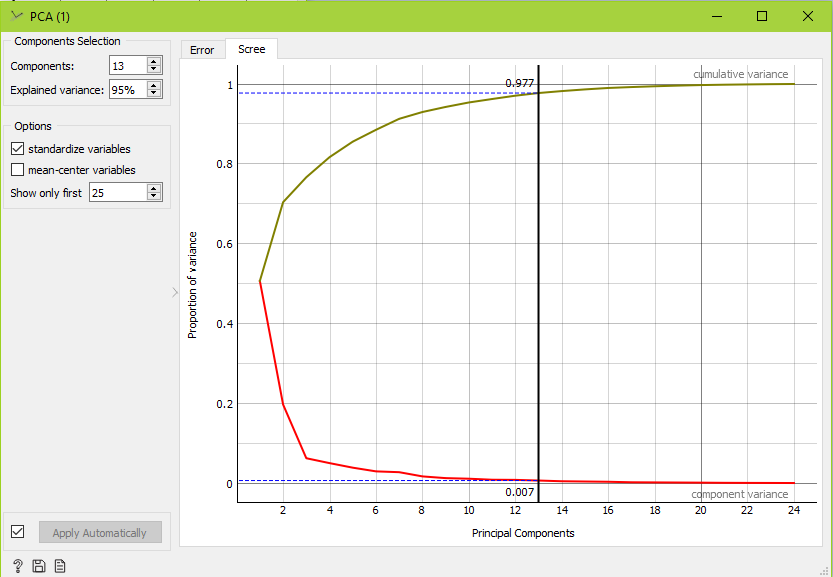 PCA (1)
Components Selection
Components: 13
Explained variance: 95%
Options
standardize variables
mean-center variables
Show only first 25
Apply Automatically
?
Error Scree
cumulative variance
0.977
1
0.8
0.6
0.4
0.2
0
Proportion of variance
0.007
component variance
2 4 6 8 10 12 14 16 18 20 22 24
Principal Components